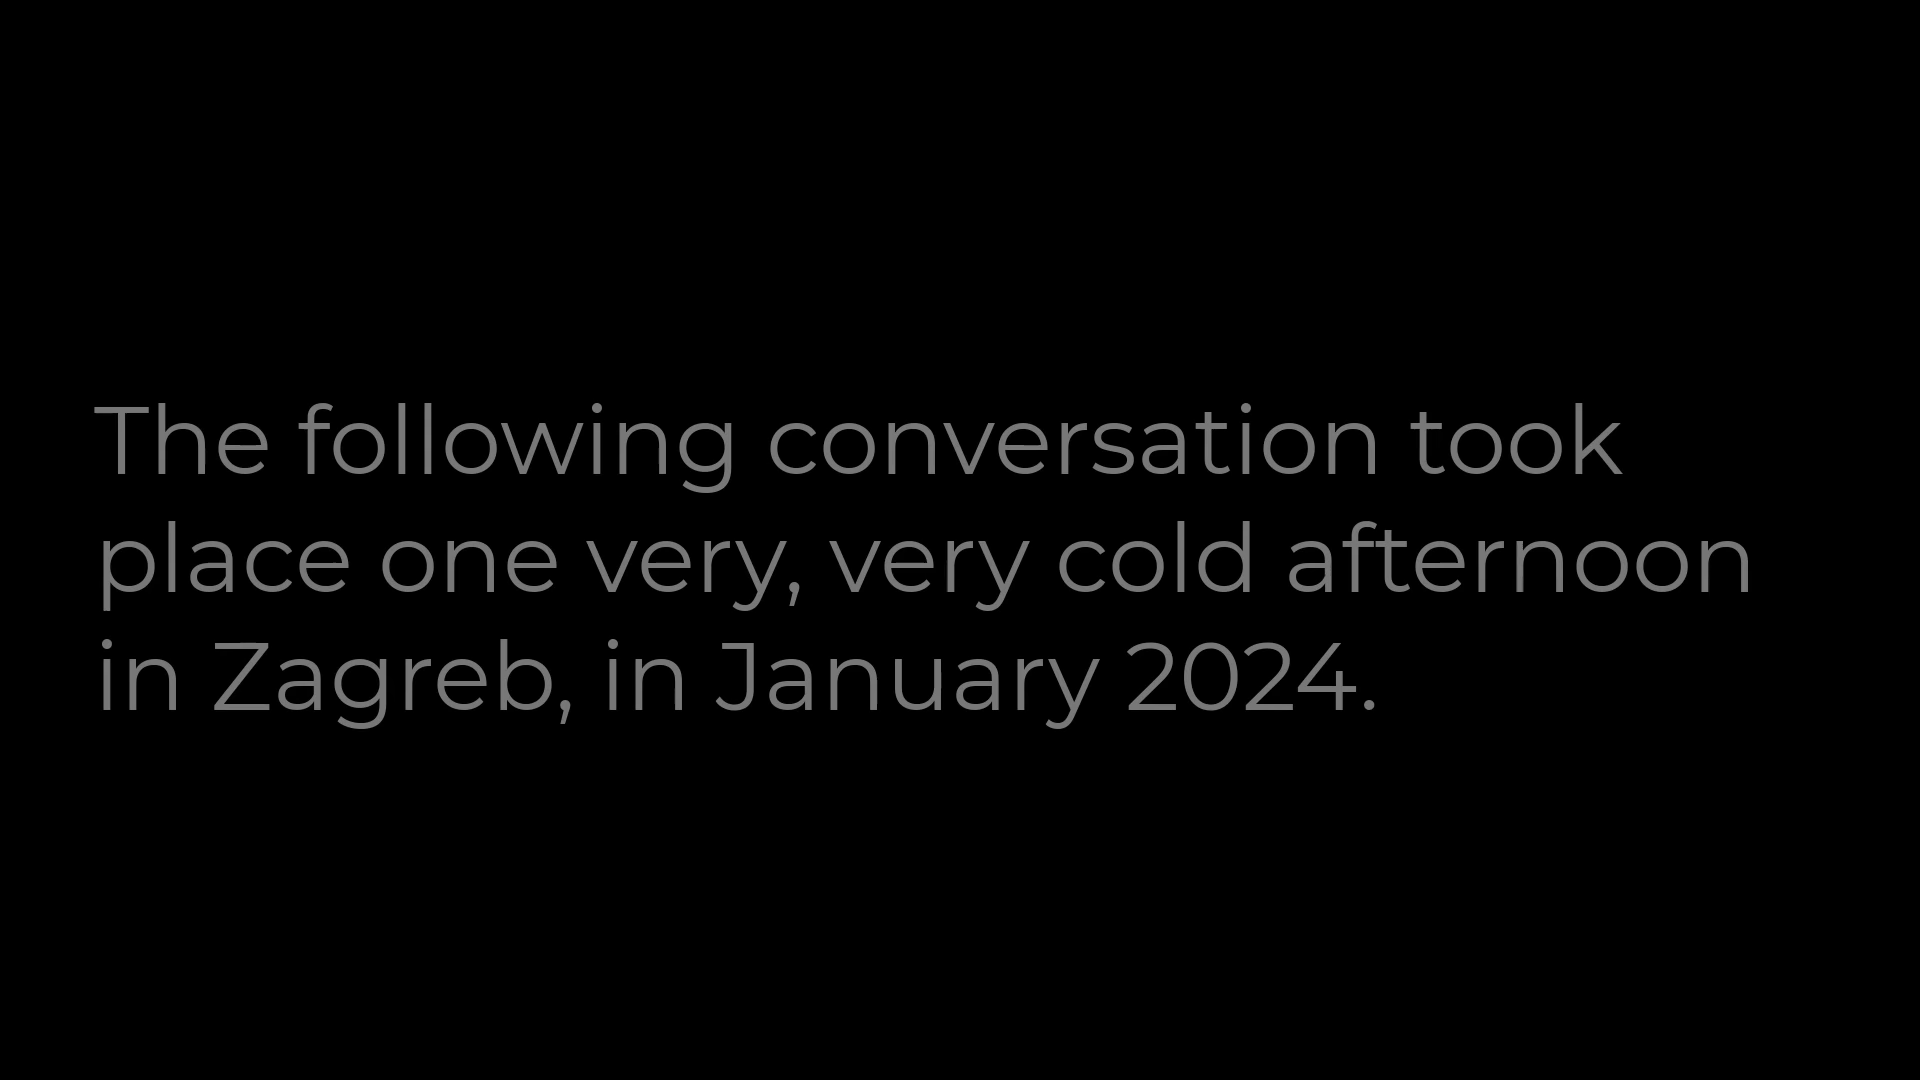 The following conversation took
place one very, very cold afternoon
in Zagreb, in January 2024.